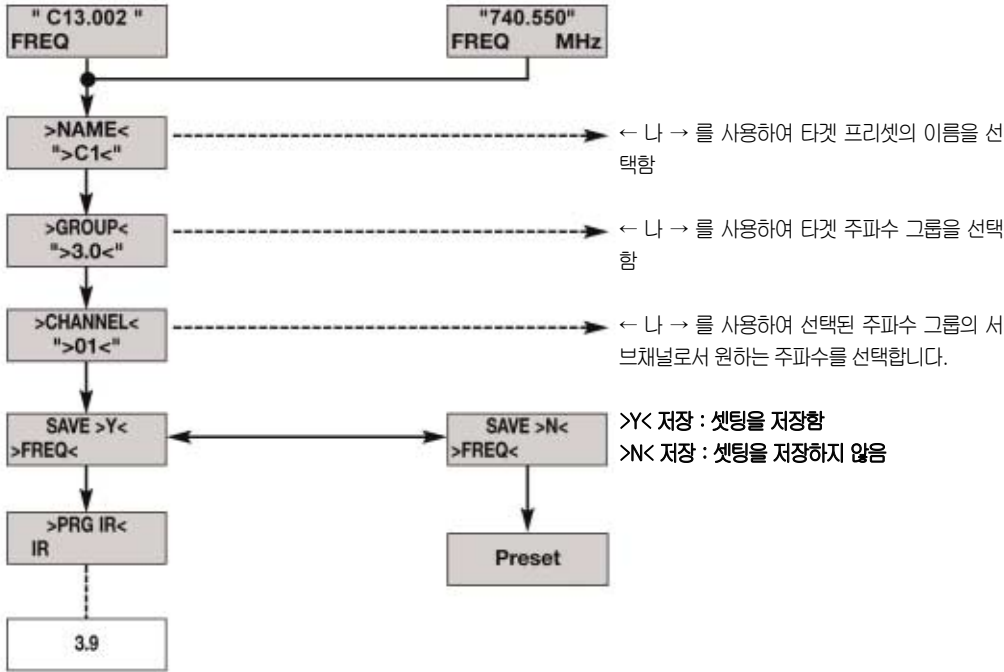 " C13.002 "
FREQ
"740.550"
FREQ MHz
>NAME<
">C1<"
← 나 → 를 사용하여 타겟 프리셋의 이름을 선
택함
>GROUP<
">3.0<"
← 나 → 를 사용하여 타겟 주파수 그룹을 선택
함
>CHANNEL<
">01<"
← 나 → 를 사용하여 선택된 주파수 그룹의 서
브채널로서 원하는 주파수를 선택합니다.
SAVE >Y<
>FREQ<
SAVE >N<
>FREQ<
>Y< 저장 : 셋팅을 저장함
>N< 저장 : 셋팅을 저장하지 않음
>PRG IR<
IR
Preset
3.9